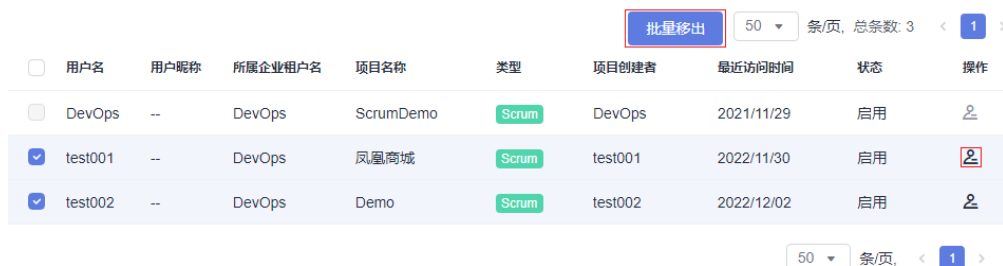 批量移出 50 条/页, 总条数: 3 < 1 >
用户名 用户昵称 所属企业租户名 项目名称 类型 项目创建者 最近访问时间 状态 操作
DevOps -- DevOps ScrumDemo Scrum DevOps 2021/11/29 启用
test001 -- DevOps 凤凰商城 Scrum test001 2022/11/30 启用
test002 -- DevOps Demo Scrum test002 2022/12/02 启用
50 条/页, < 1 >